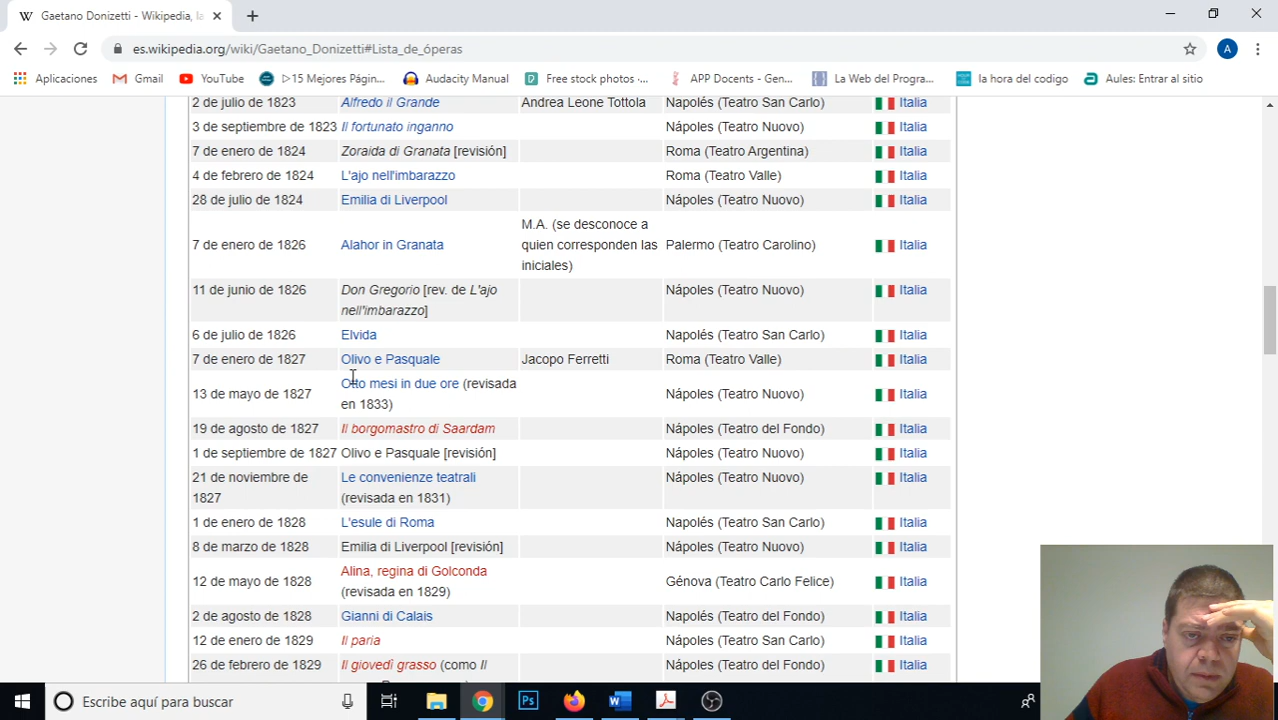 Gaetano Donizetti - Wikipedia, la
es.wikipedia.org/wiki/Gaetano_Donizetti#Lista_de_óperas
A
Aplicaciones Gmail YouTube ▷15 Mejores Págin... Audacity Manual Free stock photos ·... APP Docents - Gen... La Web del Progra... la hora del codigo Aules: Entrar al sitio
2 de julio de 1823 Alfredo il Grande Andrea Leone Tottola Napolés (Teatro San Carlo) Italia
3 de septiembre de 1823 Il fortunato inganno Nápoles (Teatro Nuovo) Italia
7 de enero de 1824 Zoraida di Granata [revisión] Roma (Teatro Argentina) Italia
4 de febrero de 1824 L'ajo nell'imbarazzo Roma (Teatro Valle) Italia
28 de julio de 1824 Emilia di Liverpool Nápoles (Teatro Nuovo) Italia
M.A. (se desconoce a
7 de enero de 1826 Alahor in Granata quien corresponden las Palermo (Teatro Carolino) Italia
iniciales)
11 de junio de 1826 Don Gregorio [rev. de L'ajo Nápoles (Teatro Nuovo) Italia
nell'imbarazzo]
6 de julio de 1826 Elvida Napolés (Teatro San Carlo) Italia
7 de enero de 1827 Olivo e Pasquale Jacopo Ferretti Roma (Teatro Valle) Italia
Otto mesi in due ore (revisada
13 de mayo de 1827 Nápoles (Teatro Nuovo) Italia
en 1833)
19 de agosto de 1827 Il borgomastro di Saardam Nápoles (Teatro del Fondo) Italia
1 de septiembre de 1827 Olivo e Pasquale [revisión] Nápoles (Teatro Nuovo) Italia
21 de noviembre de Le convenienze teatrali Nápoles (Teatro Nuovo) Italia
1827 (revisada en 1831)
1 de enero de 1828 L'esule di Roma Napolés (Teatro San Carlo) Italia
8 de marzo de 1828 Emilia di Liverpool [revisión] Nápoles (Teatro Nuovo) Italia
Alina, regina di Golconda
12 de mayo de 1828 Génova (Teatro Carlo Felice) Italia
(revisada en 1829)
2 de agosto de 1828 Gianni di Calais Nápoles (Teatro del Fondo) Italia
12 de enero de 1829 Il paria Nápoles (Teatro San Carlo) Italia
26 de febrero de 1829 Il giovedì grasso (como Il Nápoles (Teatro del Fondo) Italia
Escribe aquí para buscar